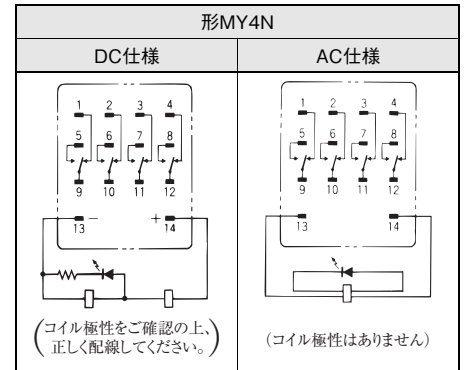 形MY4N
DC仕様
AC仕様
1 2 3 4
5 6 7 8
9 10 11 12
13 − + 14
(コイル極性をご確認の上、
正しく配線してください。)
1 2 3 4
5 6 7 8
9 10 11 12
13 14
(コイル極性はありません)